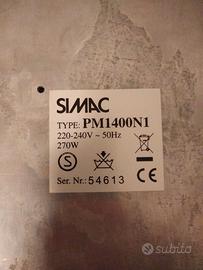 SIMAC
TYPE: PM1400N1
220-240V ~ 50Hz
270W
S CE
Ser. Nr.: 54613
subito